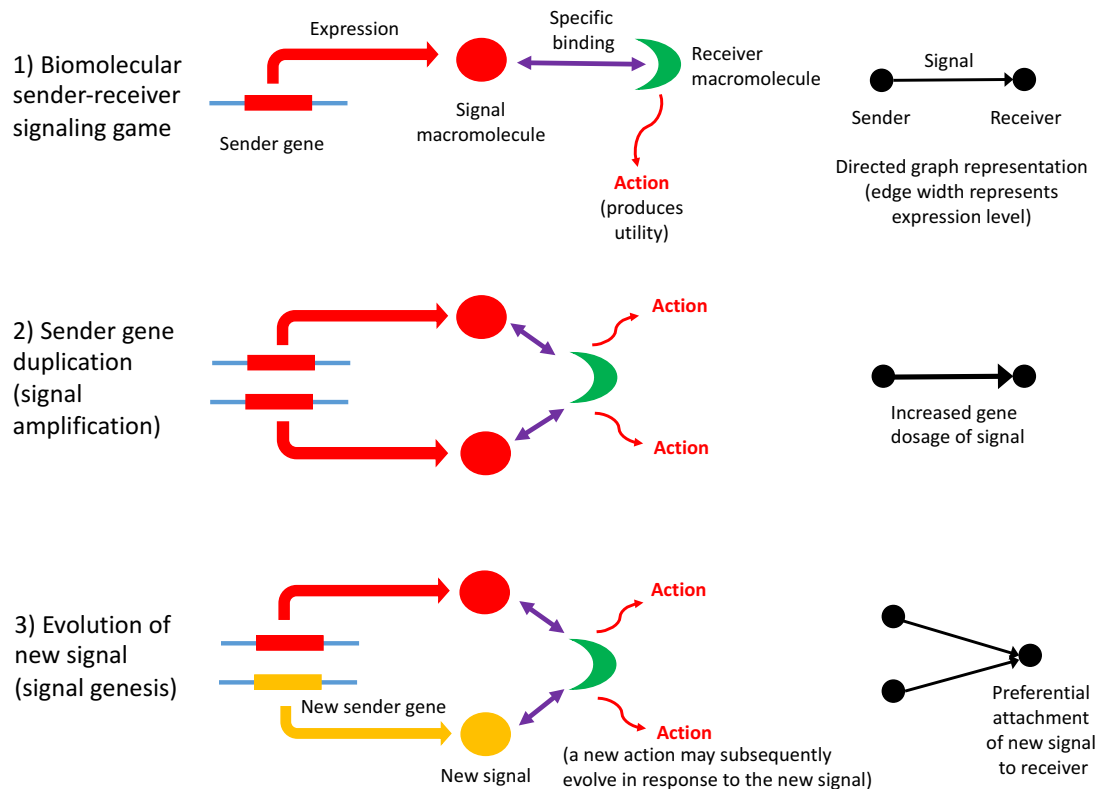 1) Biomolecular
sender-receiver
signaling game
Expression
Sender gene
Signal
macromolecule
Specific
binding
Receiver
macromolecule
Action
(produces
utility)
Signal
Sender
Receiver
Directed graph representation
(edge width represents
expression level)
2) Sender gene
duplication
(signal
amplification)
Action
Action
Increased gene
dosage of signal
3) Evolution of
new signal
(signal genesis)
New sender gene
New signal
Action
Action
(a new action may subsequently
evolve in response to the new signal)
Preferential
attachment
of new signal
to receiver